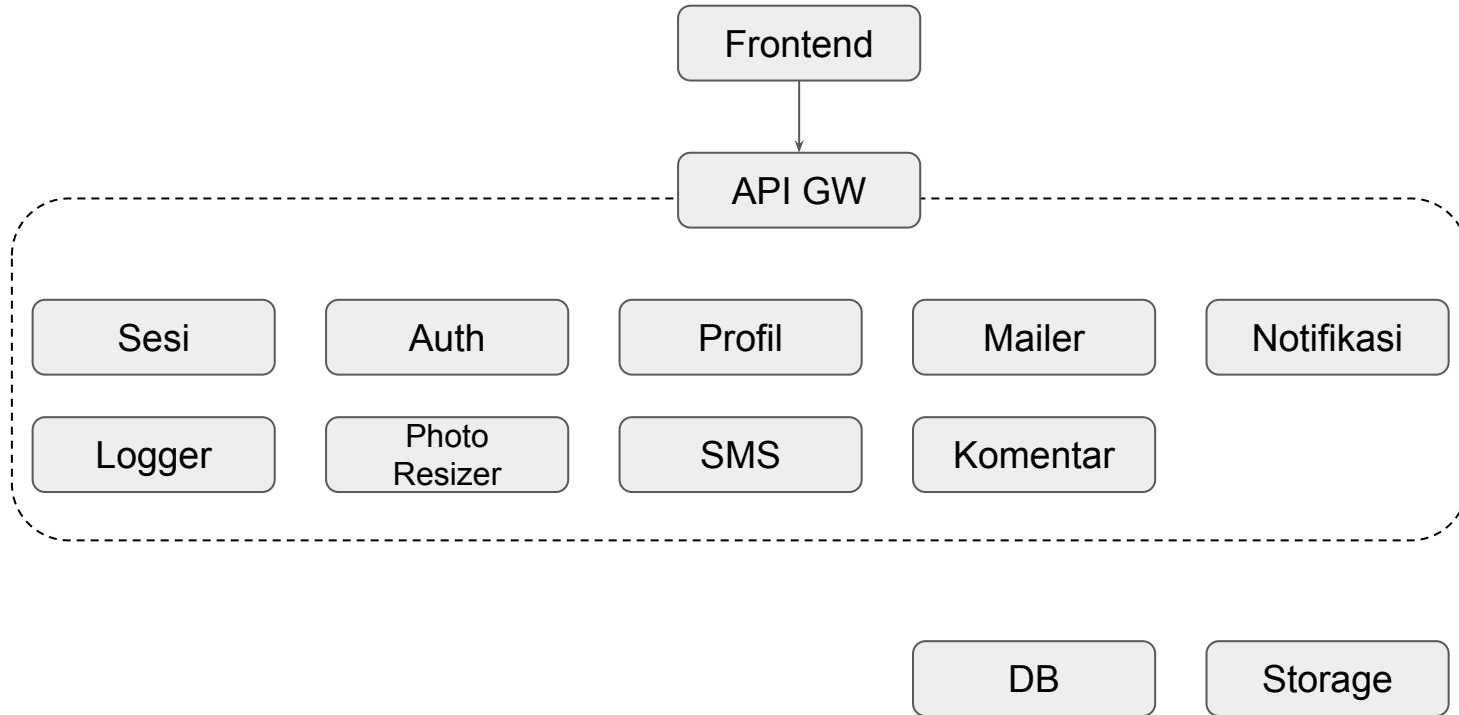 Frontend
API GW
Sesi
Auth
Profil
Mailer
Notifikasi
Logger
Photo
Resizer
SMS
Komentar
DB
Storage